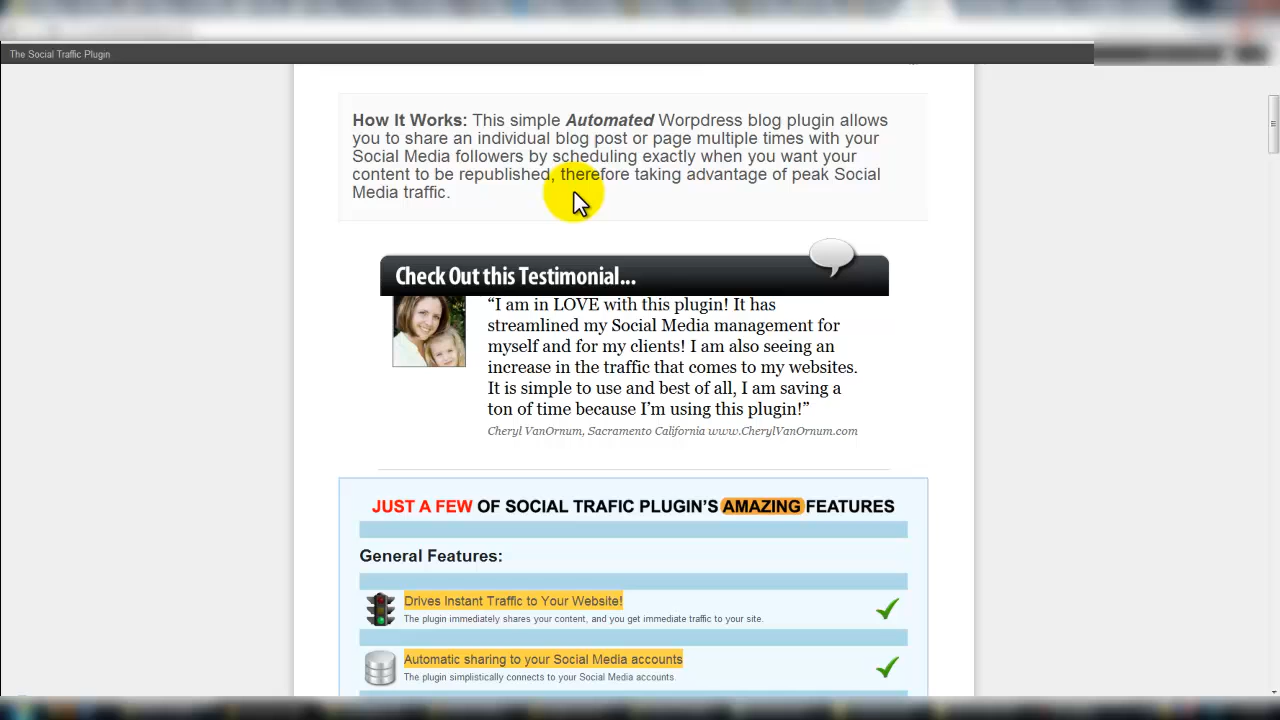 The Social Traffic Plugin
How It Works: This simple Automated Worpdress blog plugin allows
you to share an individual blog post or page multiple times with your
Social Media followers by scheduling exactly when you want your
content to be republished, therefore taking advantage of peak Social
Media traffic.
Check Out this Testimonial...
“I am in LOVE with this plugin! It has
streamlined my Social Media management for
myself and for my clients! I am also seeing an
increase in the traffic that comes to my websites.
It is simple to use and best of all, I am saving a
ton of time because I’m using this plugin!”
Cheryl VanOrnum, Sacramento California www.CherylVanOrnum.com
JUST A FEW OF SOCIAL TRAFIC PLUGIN’S AMAZING FEATURES
General Features:
Drives Instant Traffic to Your Website!
The plugin immediately shares your content, and you get immediate traffic to your site.
Automatic sharing to your Social Media accounts
The plugin simplistically connects to your Social Media accounts.